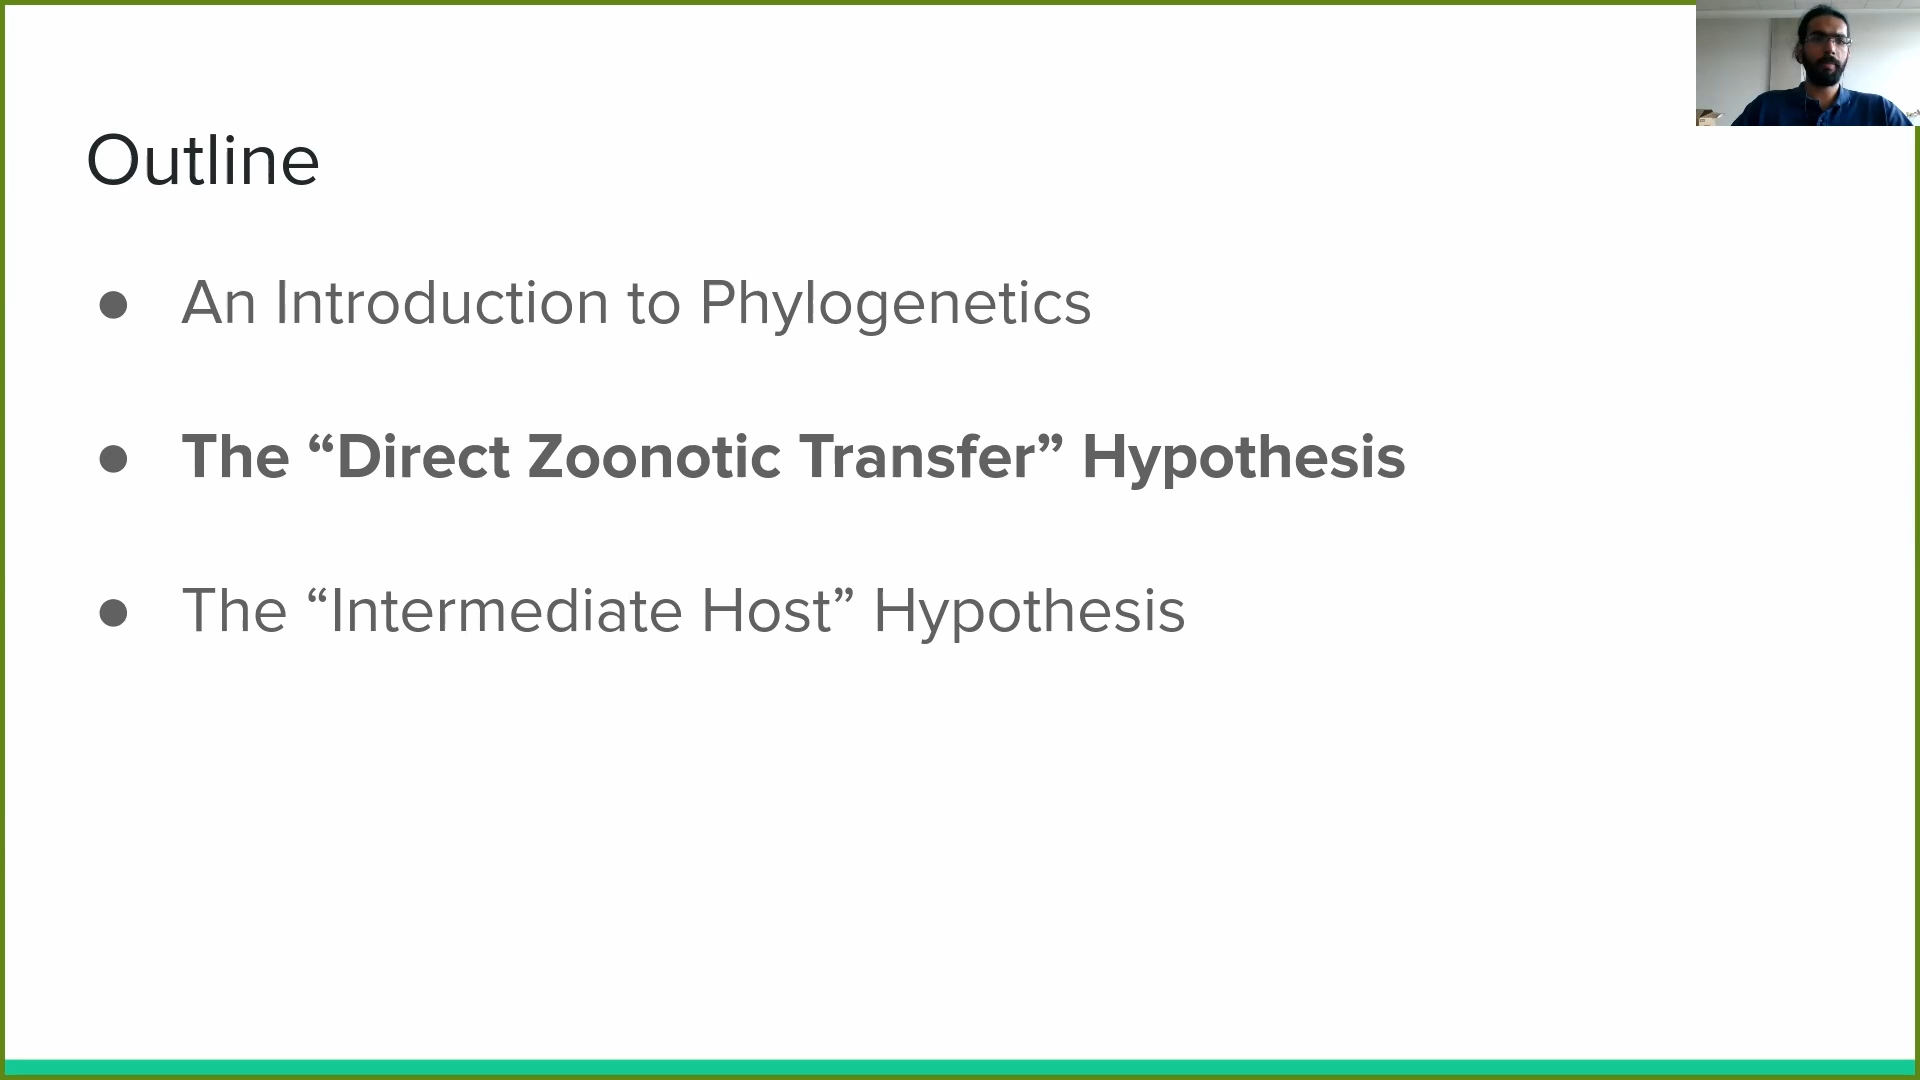 Outline
● An Introduction to Phylogenetics
● The “Direct Zoonotic Transfer” Hypothesis
● The “Intermediate Host” Hypothesis